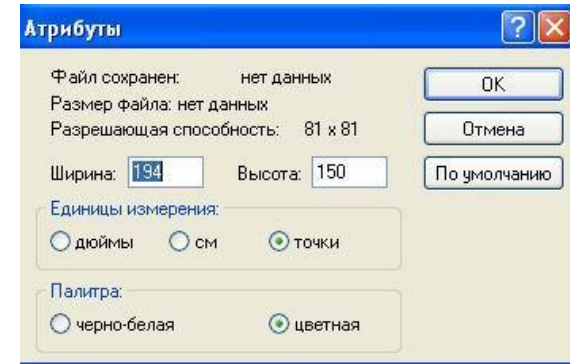 Атрибуты
Файл сохранен: нет данных
Размер файла: нет данных
Разрешающая способность: 81 x 81
Ширина: 194 Высота: 150
Единицы измерения:
дюймы см точки
Палитра:
черно-белая цветная
OK
Отмена
По умолчанию